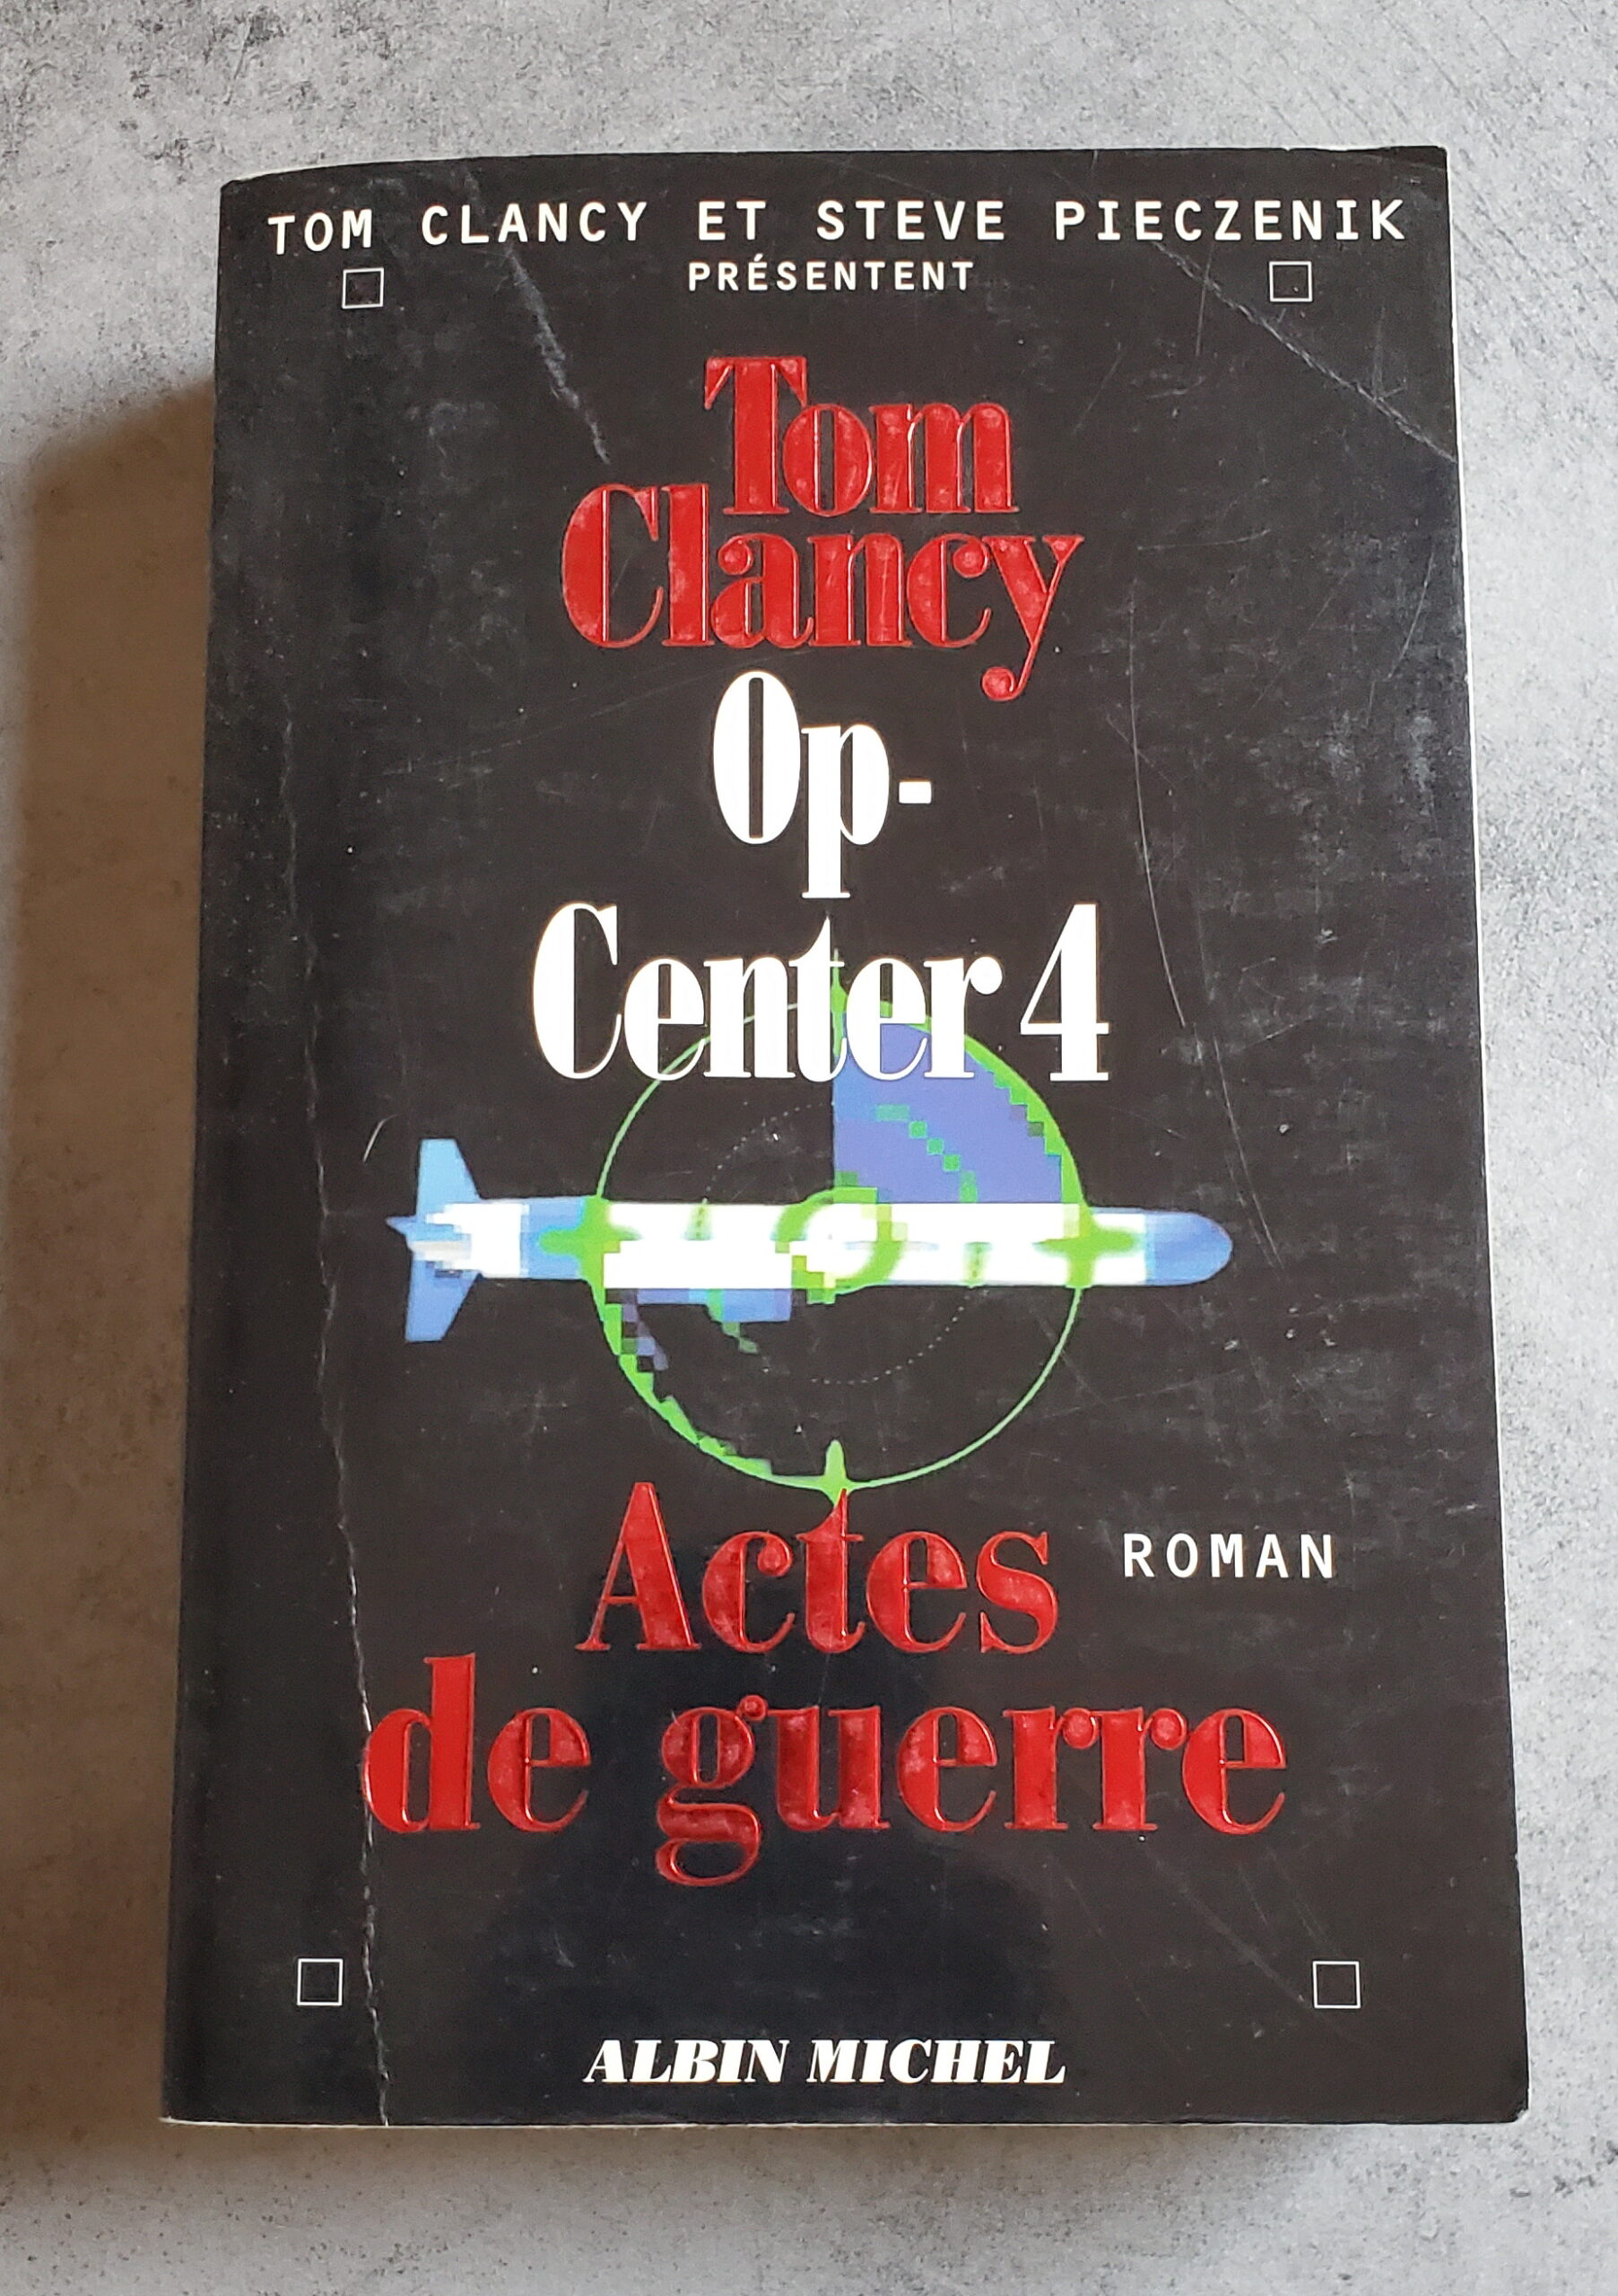 TOM CLANCY ET STEVE PIECZENIK
PRÉSENTENT
Tom
Clancy
Op-
Center 4
Actes
ROMAN
de guerre
ALBIN MICHEL